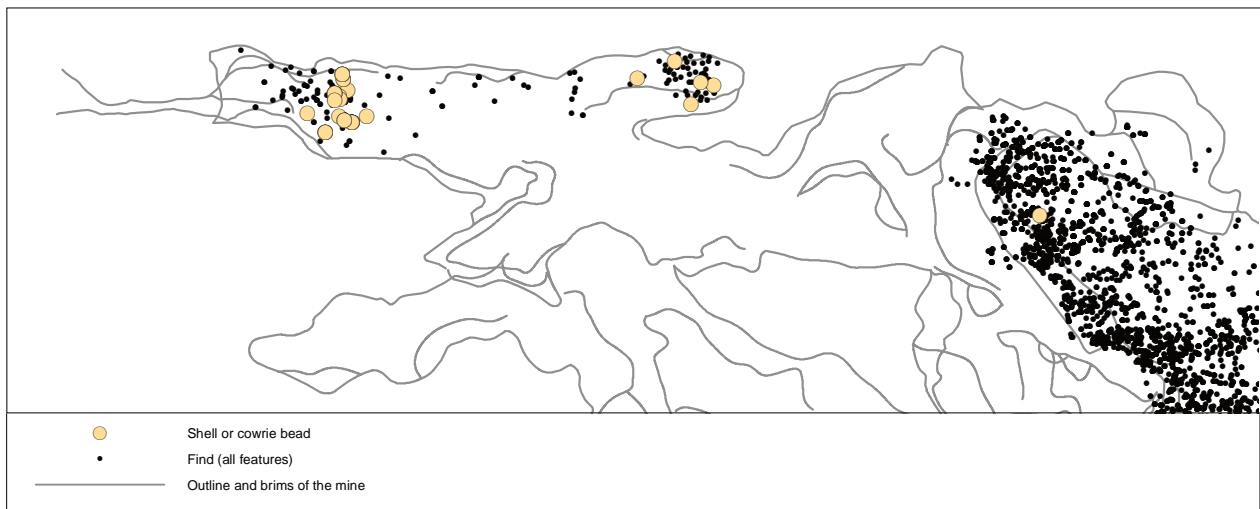 Shell or cowrie bead
Find (all features)
Outline and brims of the mine